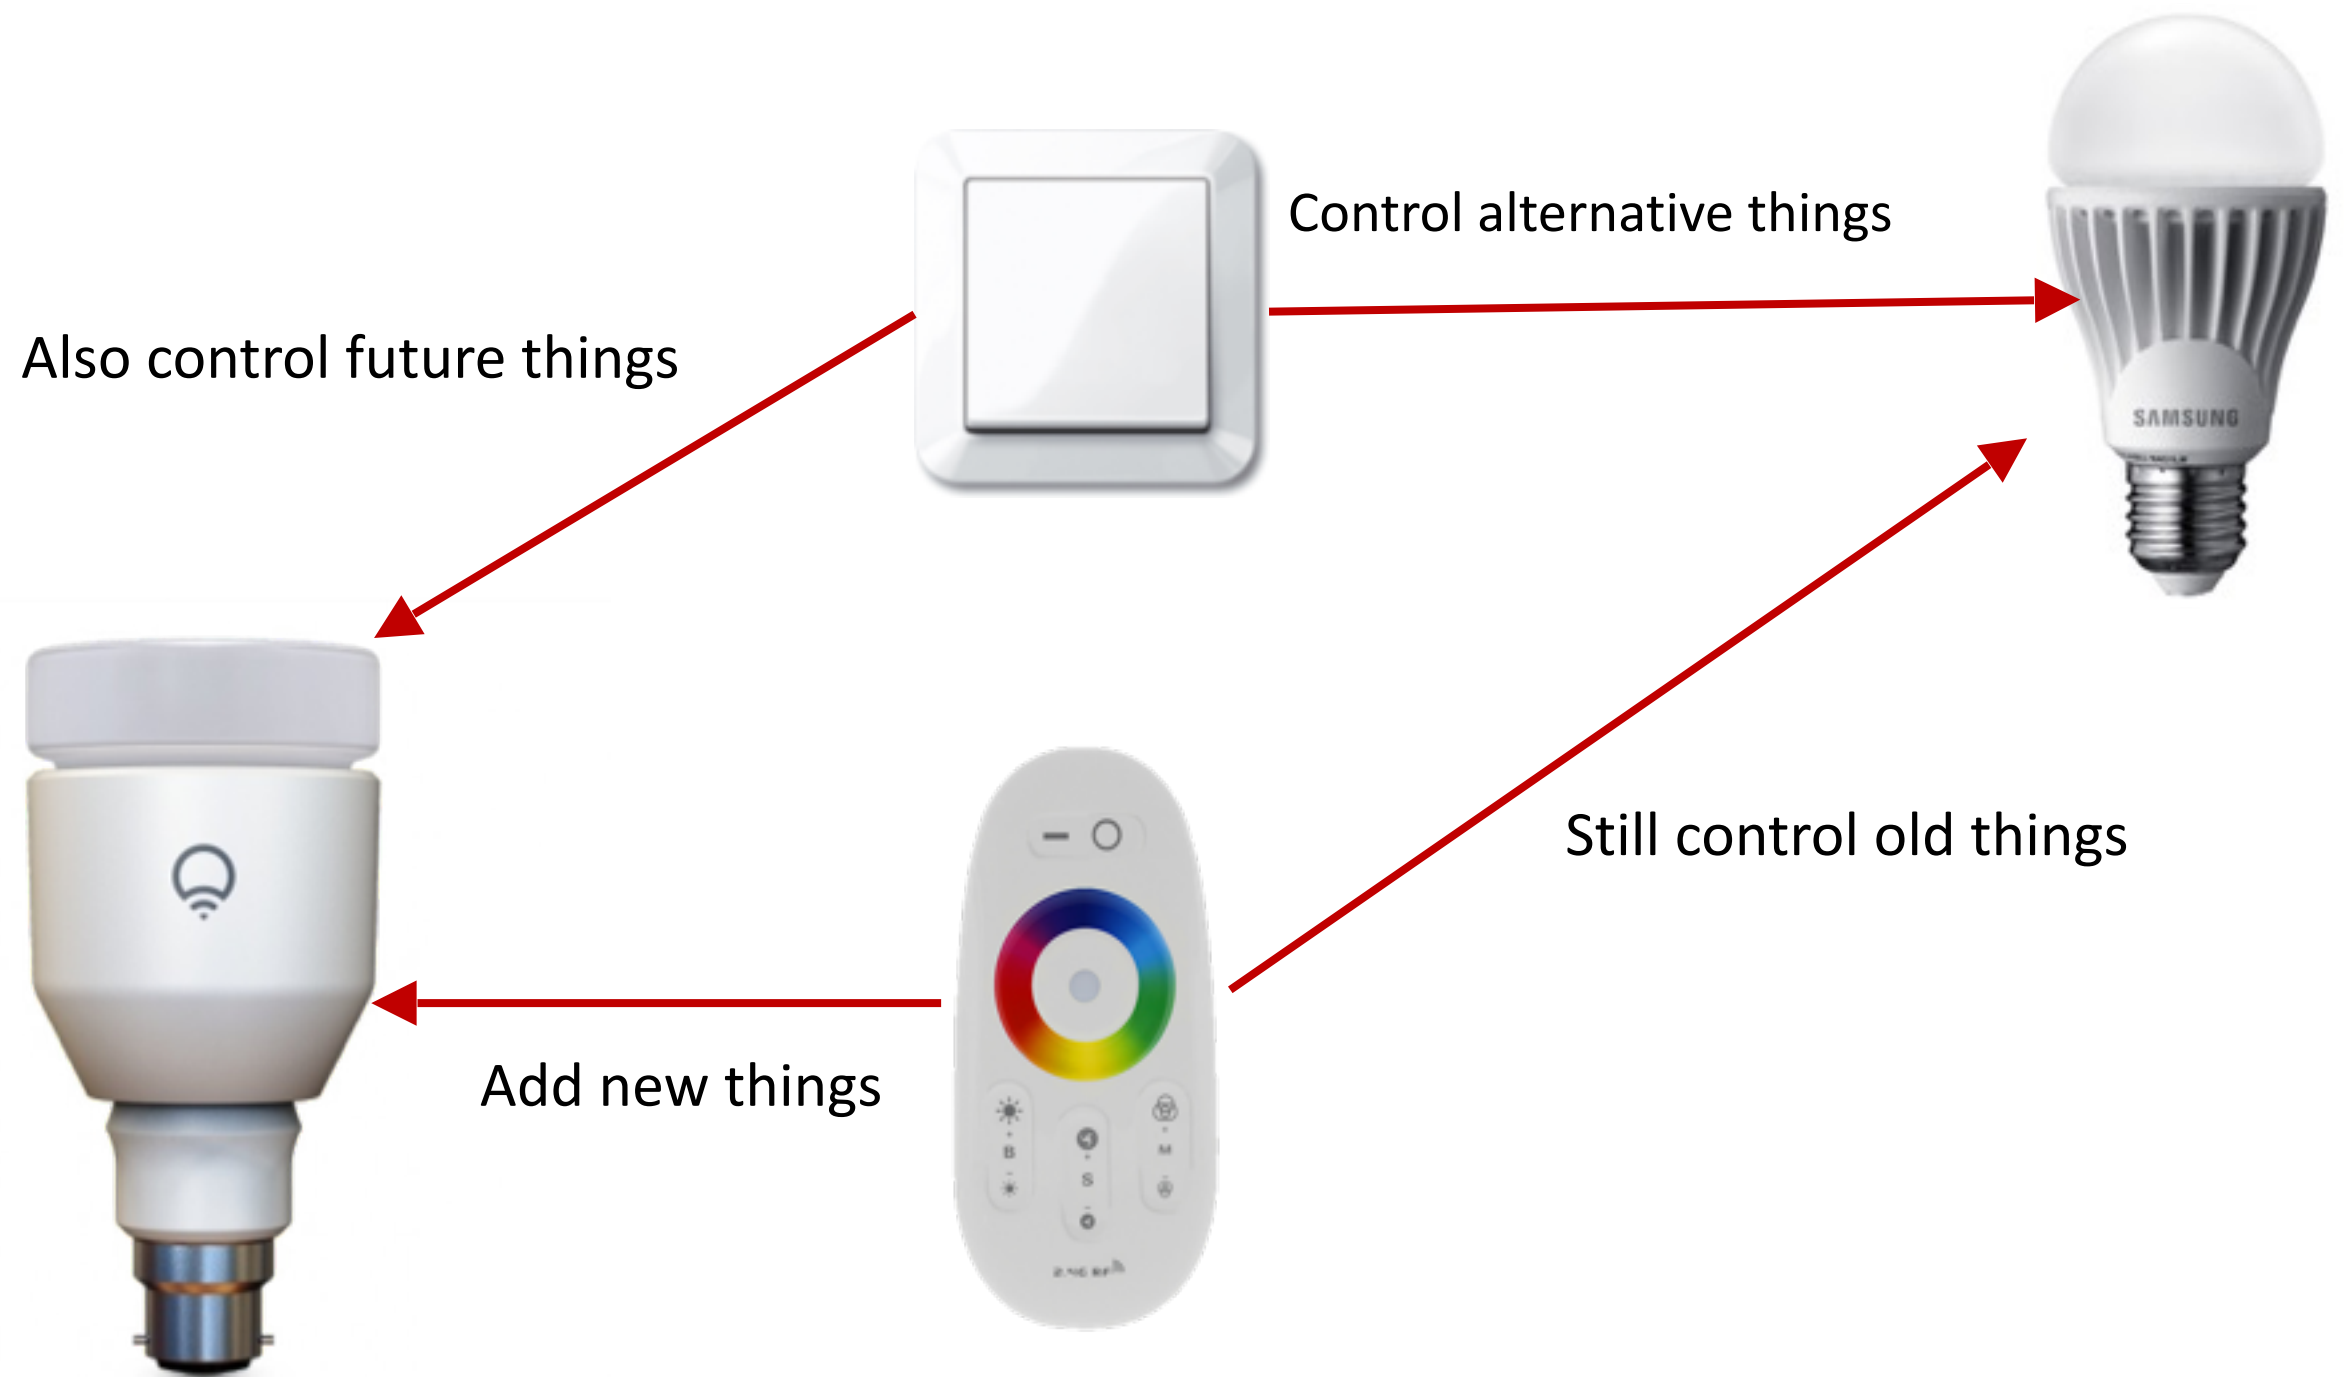 Control alternative things
Also control future things
SAMSUNG
Still control old things
Add new things
B
S
M